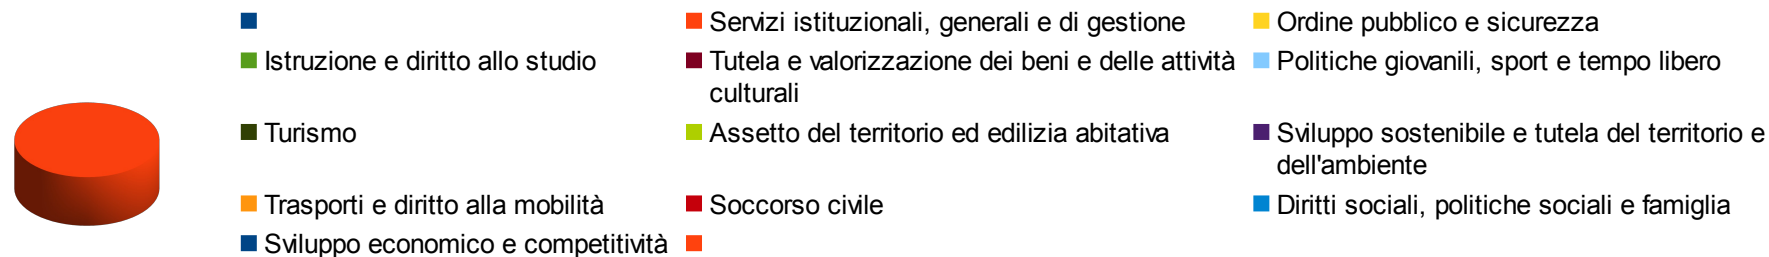 Servizi istituzionali, generali e di gestione
Ordine pubblico e sicurezza
Istruzione e diritto allo studio
Tutela e valorizzazione dei beni e delle attività
culturali
Politiche giovanili, sport e tempo libero
Turismo
Assetto del territorio ed edilizia abitativa
Sviluppo sostenibile e tutela del territorio e
dell'ambiente
Trasporti e diritto alla mobilità
Soccorso civile
Diritti sociali, politiche sociali e famiglia
Sviluppo economico e competitività